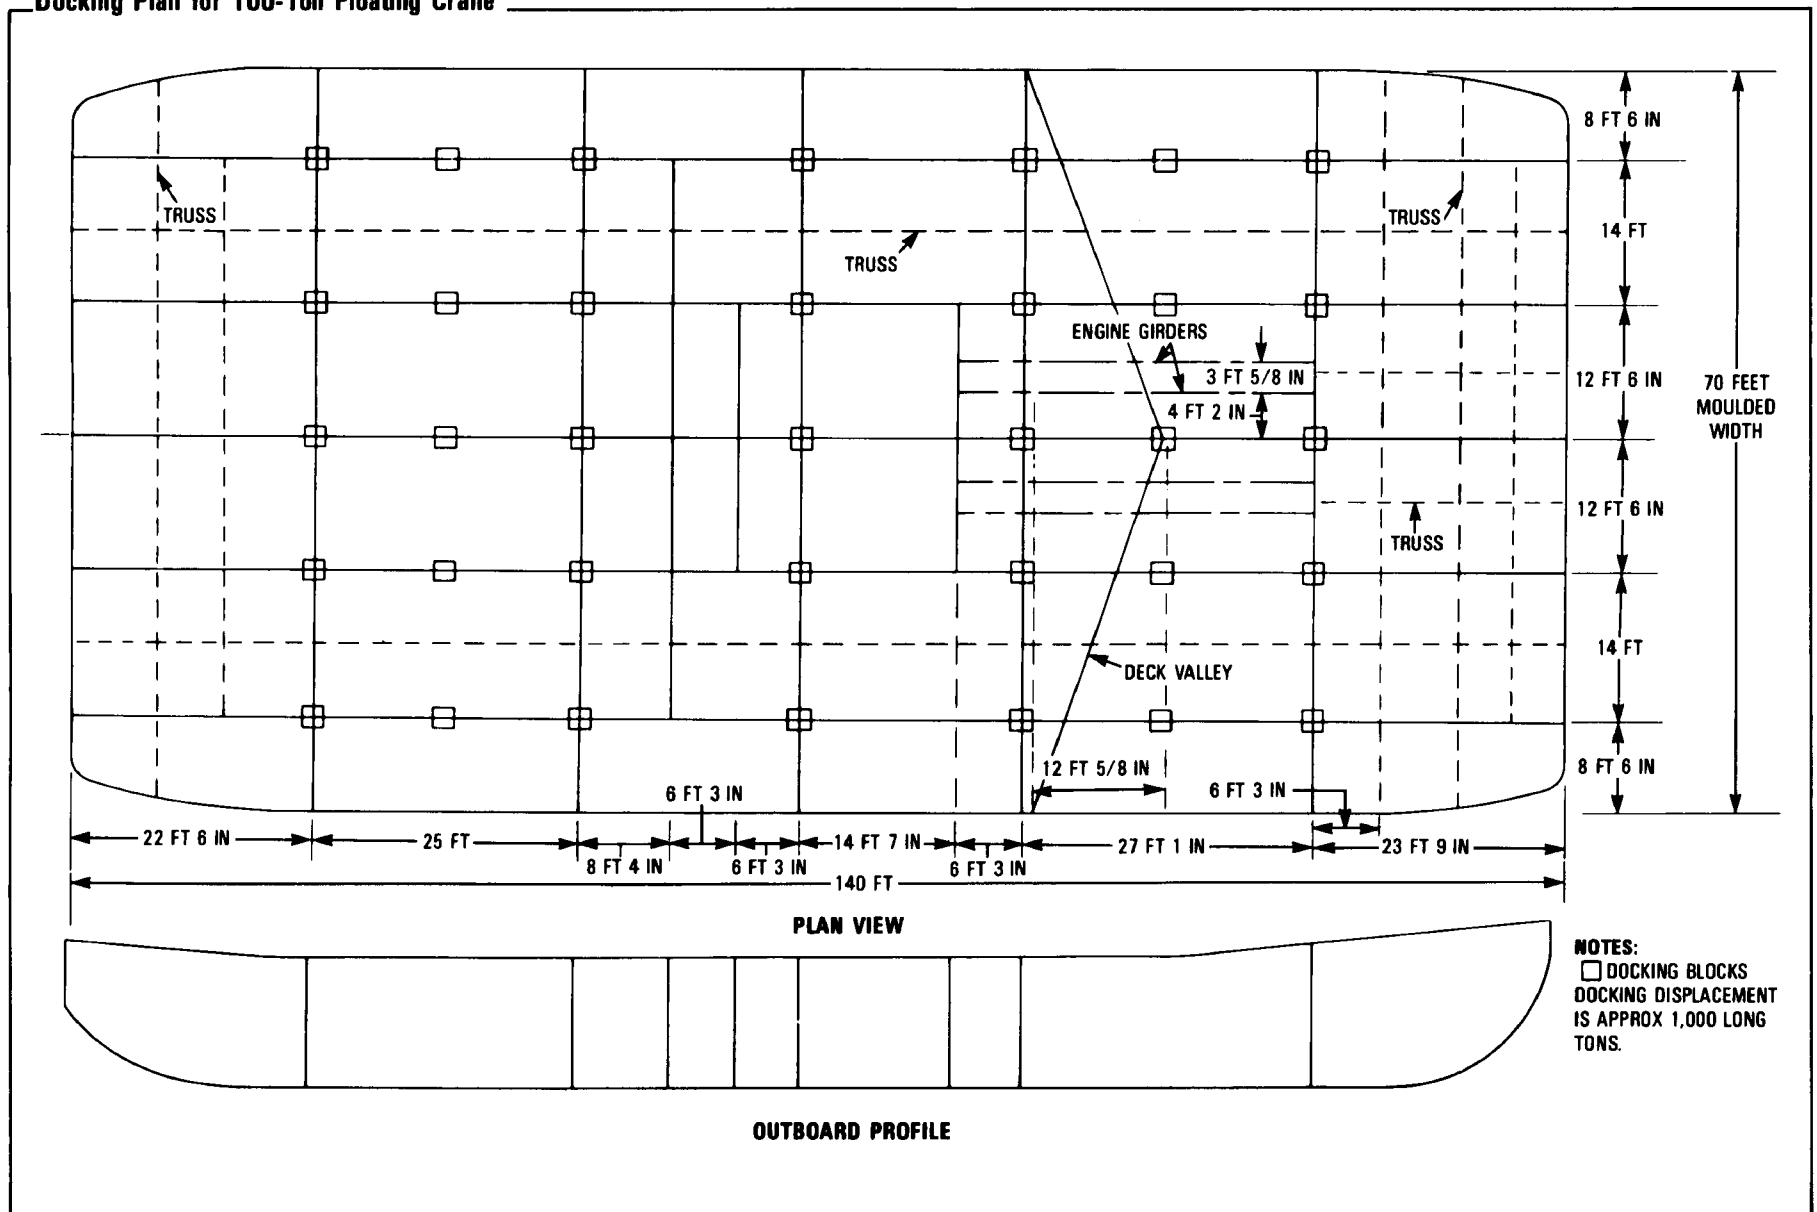 Docking Plan for 100-Ton Floating Crane
8 FT 6 IN
TRUSS
TRUSS
14 FT
TRUSS
ENGINE GIRDERS
3 FT 5/8 IN
12 FT 6 IN
70 FEET
MOULDED
WIDTH
4 FT 2 IN
12 FT 6 IN
TRUSS
14 FT
DECK VALLEY
12 FT 5/8 IN
8 FT 6 IN
6 FT 3 IN
6 FT 3 IN
22 FT 6 IN
25 FT
8 FT 4 IN
6 FT 3 IN
14 FT 7 IN
6 FT 3 IN
27 FT 1 IN
23 FT 9 IN
140 FT
PLAN VIEW
NOTES:
DOCKING BLOCKS
DOCKING DISPLACEMENT
IS APPROX 1,000 LONG
TONS.
OUTBOARD PROFILE